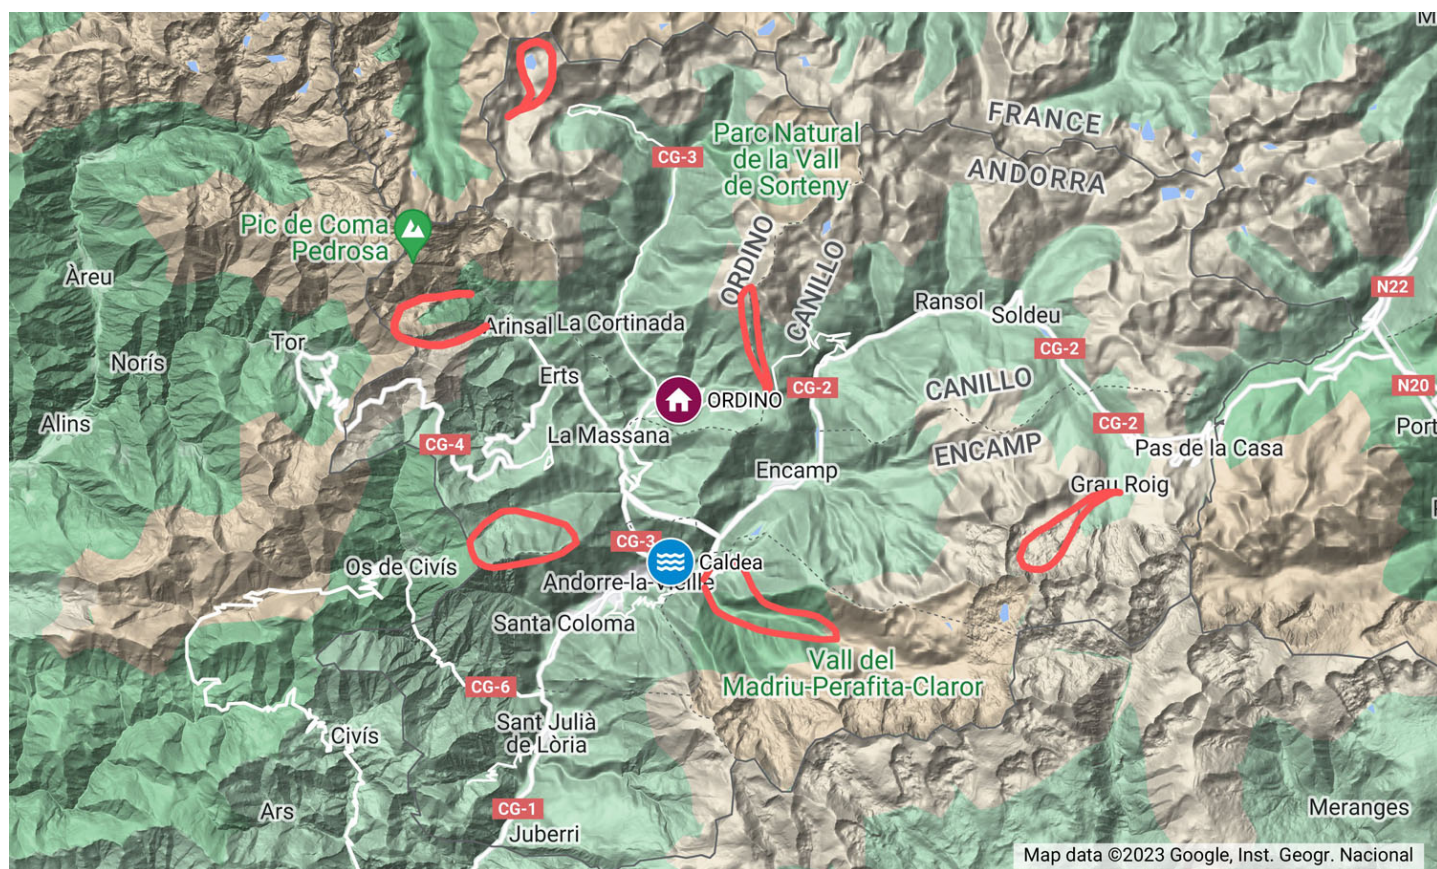 M
FRANCE
Parc Natural
de la Vall
de Sorteny
CG-3
ANDORRA
Pic de Coma
Pedrosa
ORDINO
CANILLO
Àreu
N22
Ransol
Soldeu
Arinsal
La Cortinada
Tor
CG-2
Norís
Erts
CG-2
CANILLO
N20
ORDINO
Alins
CG-2
Port
La Massana
CG-4
ENCAMP
Pas de la Casa
Encamp
Grau Roig
CG-3
Caldea
Os de Civís
Andorre-la-Vieille
Santa Coloma
Vall del
Madriu-Perafita-Claror
CG-6
Sant Julià
de Lòria
Civís
CG-1
Ars
Meranges
Juberri
Map data ©2023 Google, Inst. Geogr. Nacional